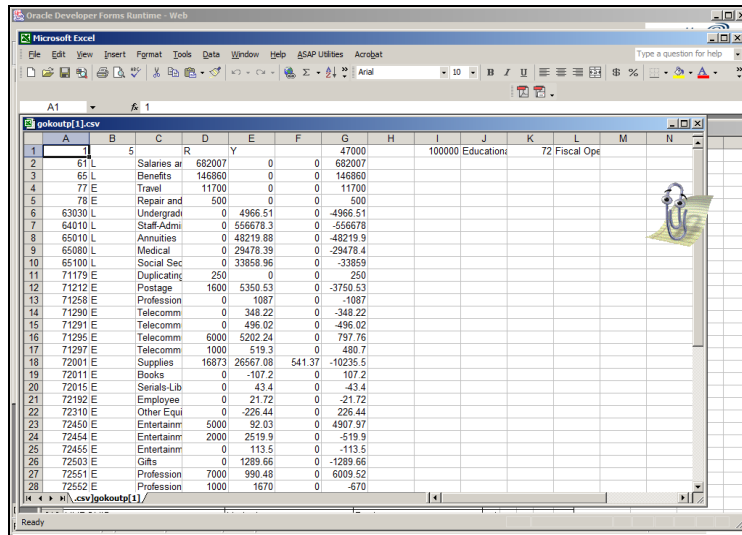 Oracle Developer Forms Runtime - Web
Microsoft Excel
File Edit View Insert Format Tools Data Window Help ASAP Utilities Acrobat Type a question for help
Arial 10 B I U $ %
A1 fx 1
gokoutp[1].csv
A B C D E F G H I J K L M N
1 1 5 R Y 47000 100000 Educationa 72 Fiscal Ope
2 61 L Salaries ar 682007 0 0 682007
3 65 L Benefits 146860 0 0 146860
4 77 E Travel 11700 0 0 11700
5 78 E Repair and 500 0 0 500
6 63030 L Undergradu 0 4966.51 0 -4966.51
7 64010 L Staff-Admi 0 556678.3 0 -556678
8 65010 L Annuities 0 48219.88 0 -48219.9
9 65080 L Medical 0 29478.39 0 -29478.4
10 65100 L Social Sec 0 33858.96 0 -33859
11 71179 E Duplicating 250 0 0 250
12 71212 E Postage 1600 5350.53 0 -3750.53
13 71258 E Profession 0 1087 0 -1087
14 71290 E Telecomm 0 348.22 0 -348.22
15 71291 E Telecomm 0 496.02 0 -496.02
16 71295 E Telecomm 6000 5202.24 0 797.76
17 71297 E Telecomm 1000 519.3 0 480.7
18 72001 E Supplies 16873 26567.08 541.37 -10235.5
19 72011 E Books 0 -107.2 0 107.2
20 72015 E Serials-Lib 0 43.4 0 -43.4
21 72192 E Employee 0 21.72 0 -21.72
22 72310 E Other Equi 0 -226.44 0 226.44
23 72450 E Entertainm 5000 92.03 0 4907.97
24 72454 E Entertainm 2000 2519.9 0 -519.9
25 72455 E Entertainm 0 113.5 0 -113.5
26 72503 E Gifts 0 1289.66 0 -1289.66
27 72551 E Profession 7000 990.48 0 6009.52
28 72552 E Profession 1000 1670 0 -670
.csv]gokoutp[1]
Ready